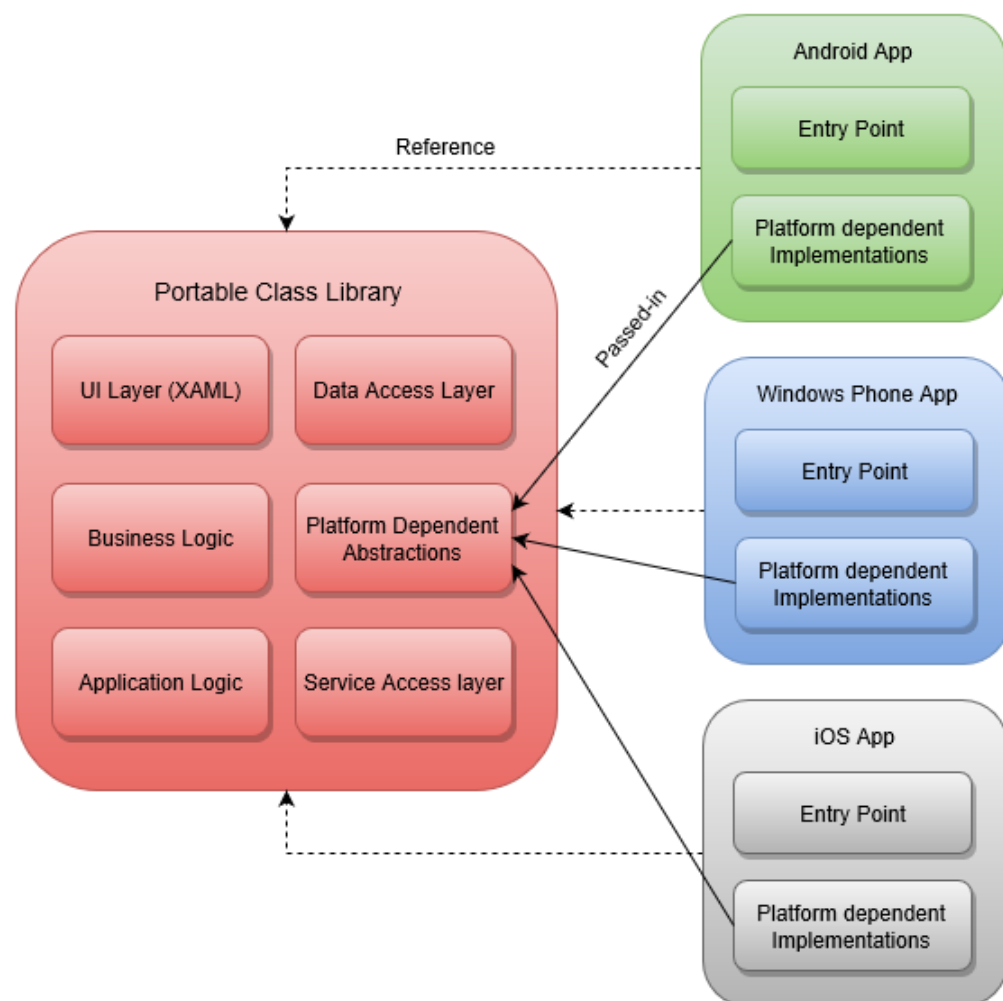 Android App
Entry Point
Reference
Platform dependent
Implementations
Portable Class Library
Passed-in
UI Layer (XAML)
Data Access Layer
Windows Phone App
Entry Point
Business Logic
Platform Dependent
Abstractions
Platform dependent
Implementations
Application Logic
Service Access layer
iOS App
Entry Point
Platform dependent
Implementations